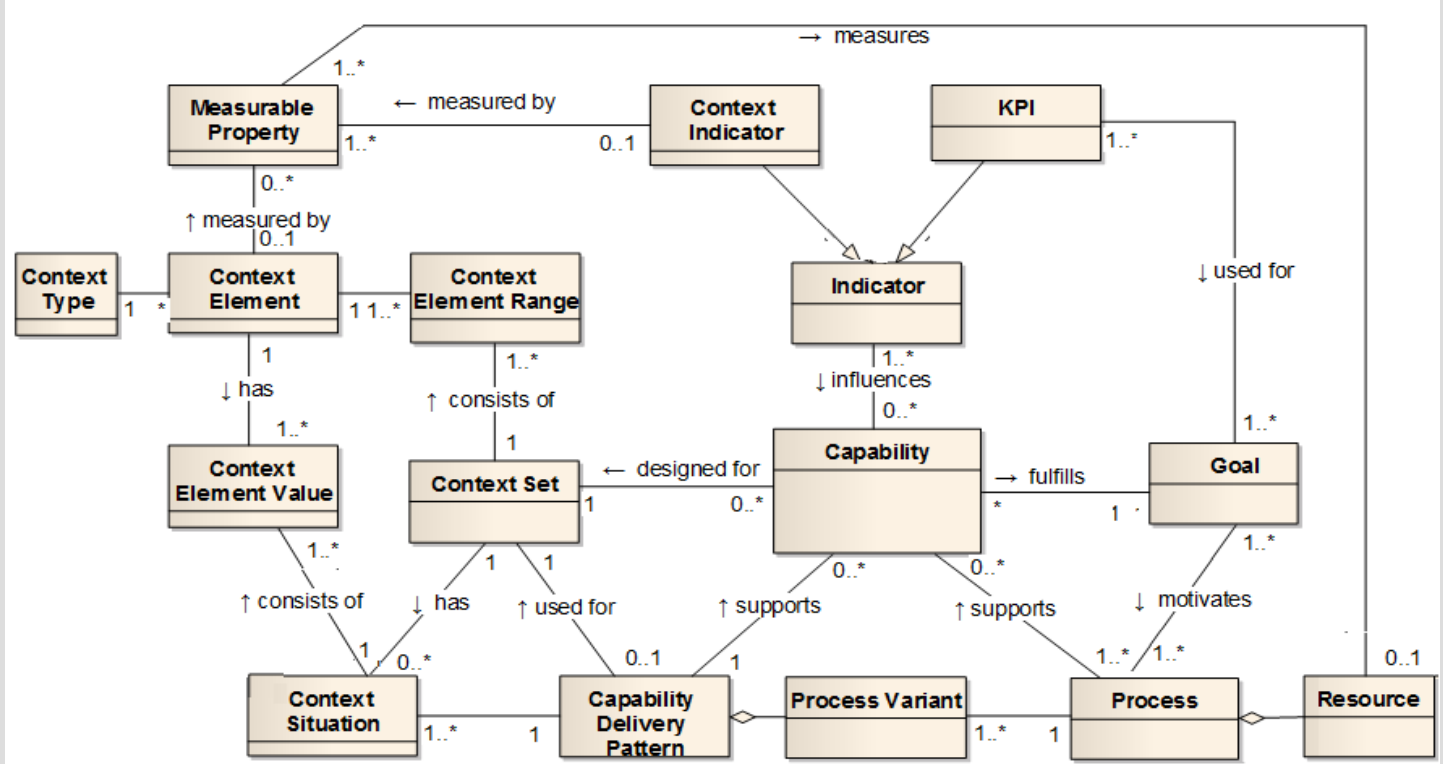 → measures
1..*
Measurable
Property
← measured by
Context
Indicator
KPI
1..*
0..1
1..*
0..*
↑ measured by
0..1
Context
Type
Context
Element
Context
Element Range
Indicator
↓ used for
1
*
1
1..*
1
1..*
1..*
↓ influences
↓ has
↑ consists of
0..*
1..*
1
1..*
Context
Element Value
Context Set
← designed for
Capability
→ fulfills
Goal
1
0..*
*
1
1..*
1
1
0..*
0..*
1..*
↑ consists of
↓ has
↑ used for
↑ supports
↑ supports
↓ motivates
1
0..*
0..1
1
1..*
1..*
0..1
Context
Situation
Capability
Delivery
Pattern
Process Variant
Process
Resource
1..*
1
1..*
1